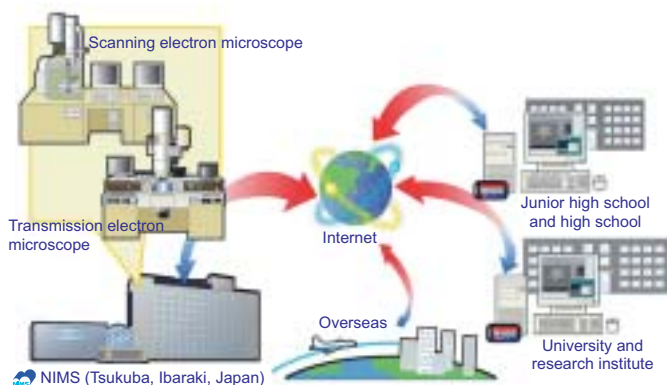 Scanning electron microscope
Transmission electron
microscope
Internet
Junior high school
and high school
Overseas
University and
research institute
NIMS
NIMS (Tsukuba, Ibaraki, Japan)